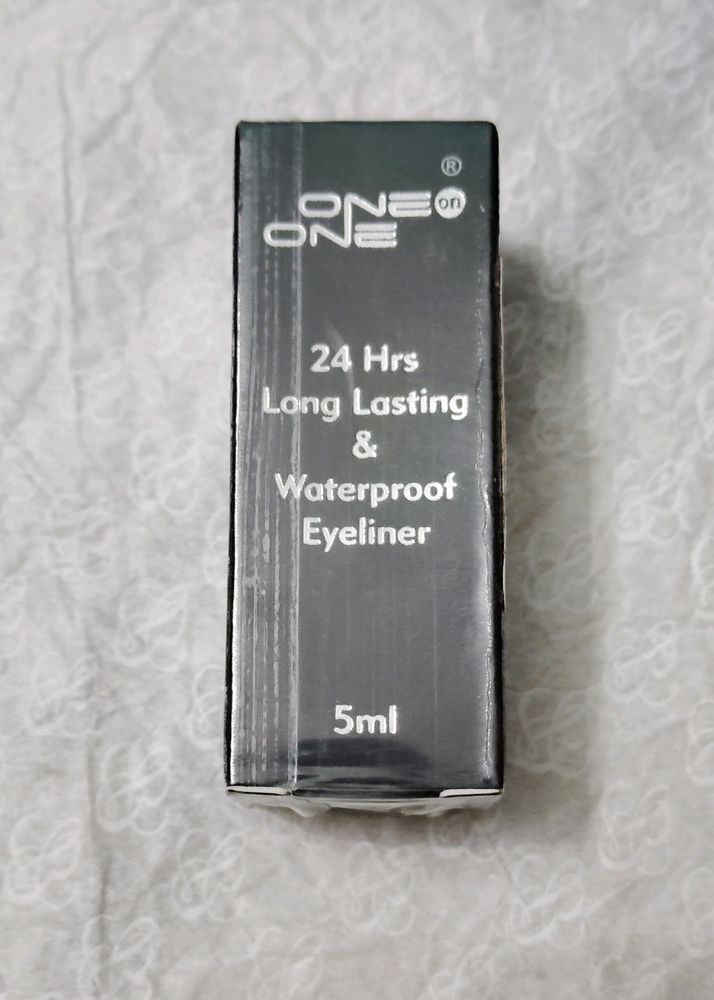 ®
ONE on
ONE
24 Hrs
Long Lasting
&
Waterproof
Eyeliner
5ml